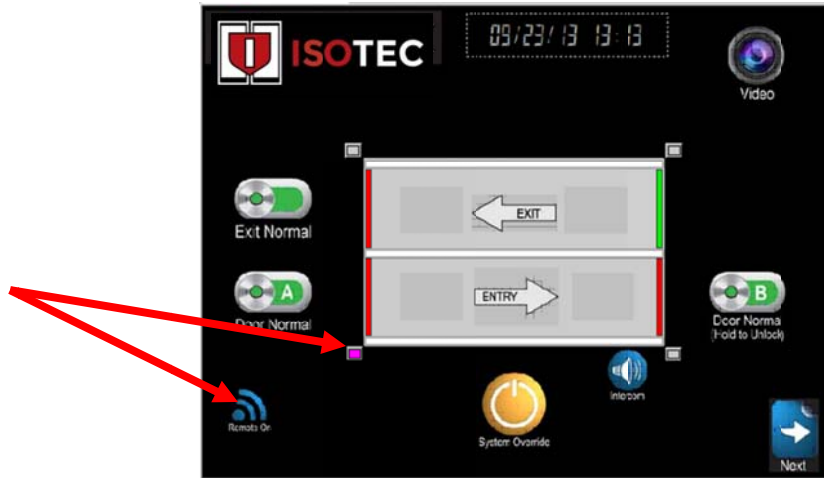 ISOTEC
09/23/13 13:13
Video
EXIT
Exit Normal
ENTRY
A
B
Door Normal
Door Norma
(Hold to Unlock)
Remote On
Intercom
System Override
Next